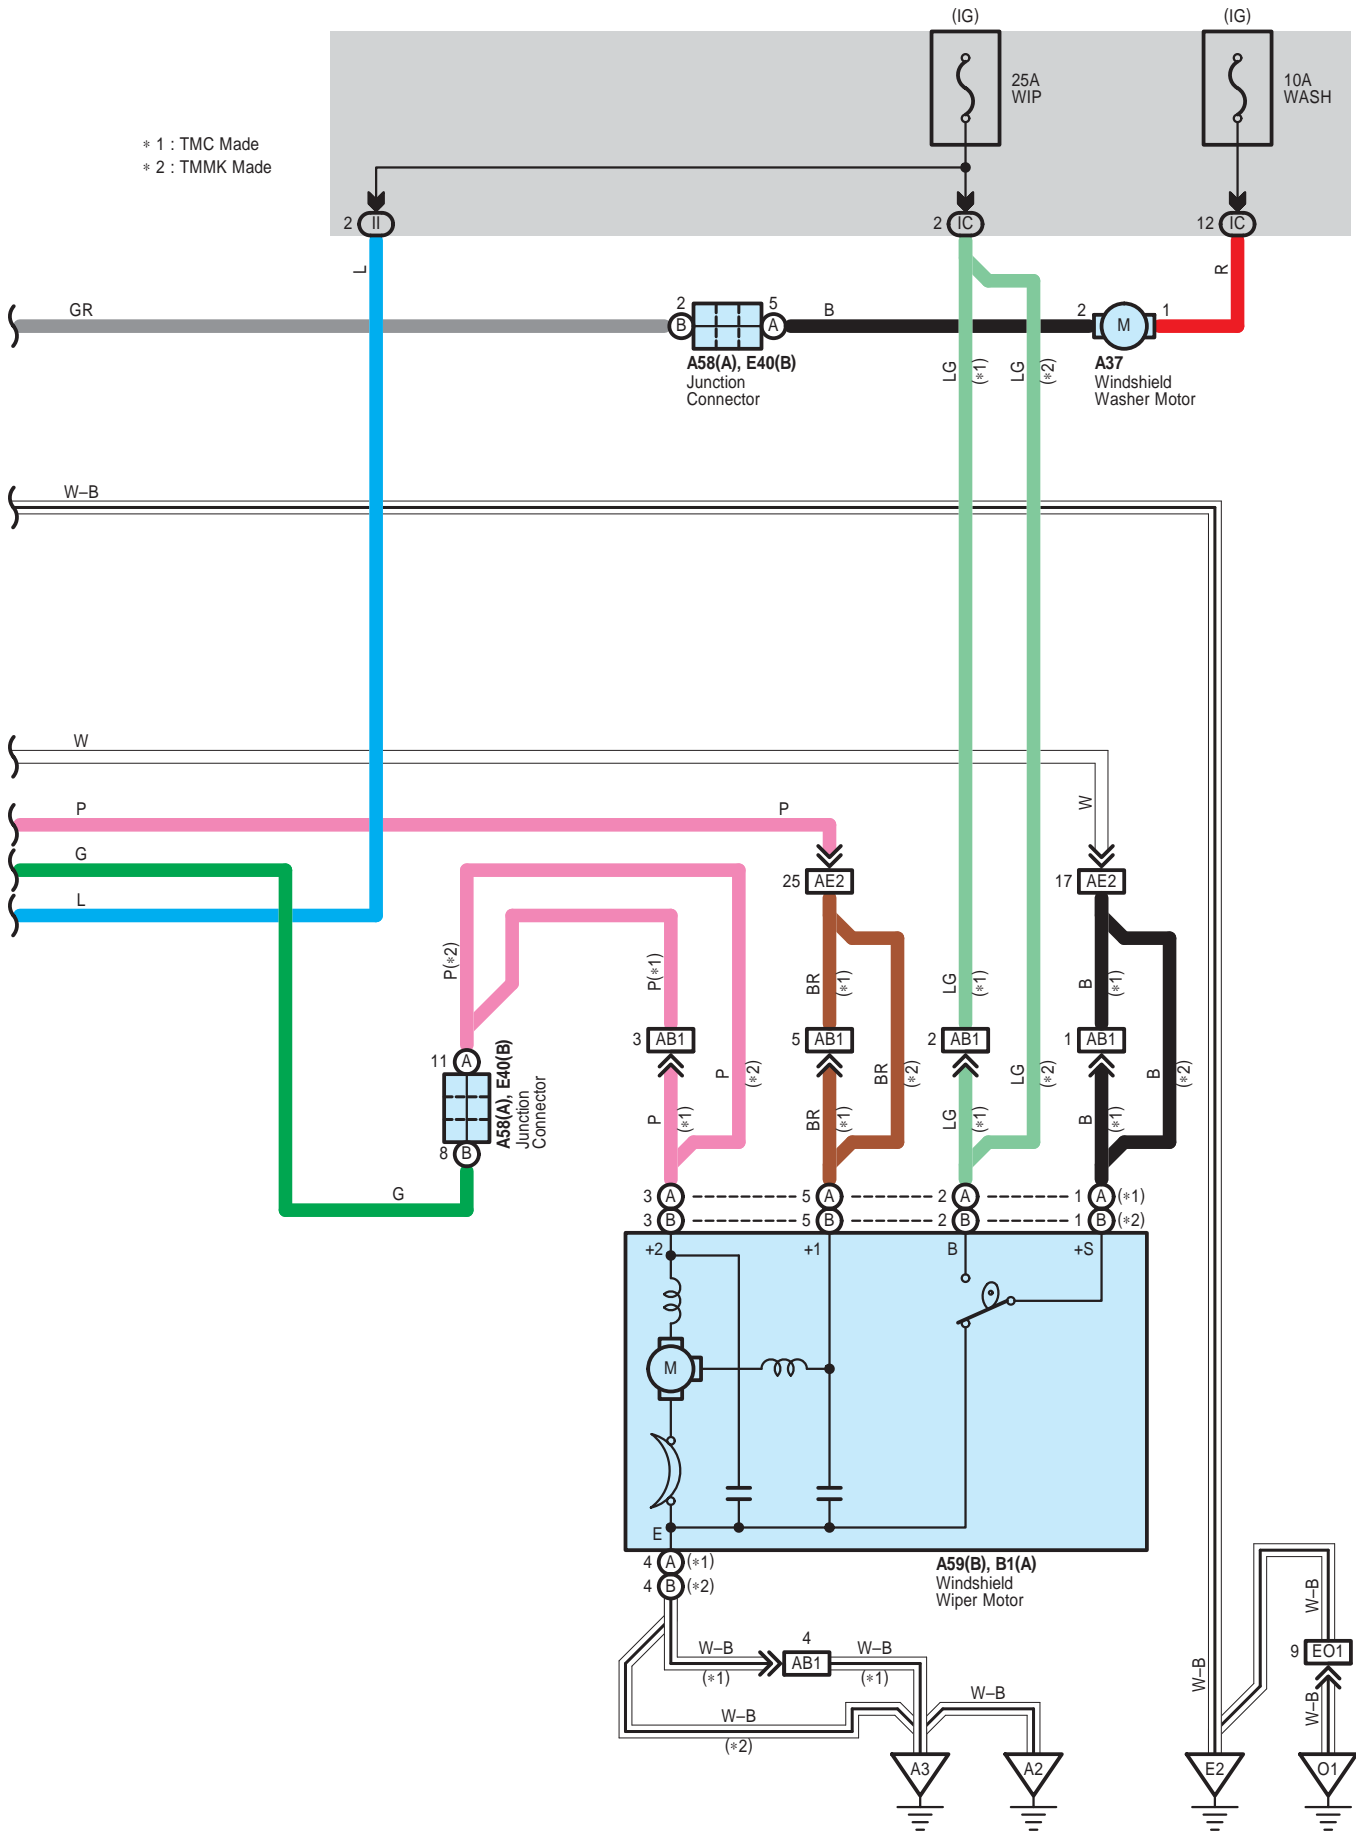 (IG)
(IG)
25A
WIP
10A
WASH
* 1 : TMC Made
* 2 : TMMK Made
2 II
2 IC
12 IC
L
R
GR
2
B
5
A
B
2
M
1
A58(A), E40(B)
Junction
Connector
A37
Windshield
Washer Motor
LG
(*1)
LG
(*2)
W–B
W
W
P
P
G
L
25 AE2
17 AE2
P(*2)
P(*1)
BR
(*1)
LG
(*1)
B
(*1)
3 AB1
5 AB1
2 AB1
1 AB1
11 A
A58(A), E40(B)
Junction
Connector
8 B
G
P
(*1)
P
(*2)
BR
(*1)
BR
(*2)
LG
(*1)
LG
(*2)
B
(*1)
B
(*2)
3 A 5 A 2 A 1 A (*1)
3 B 5 B 2 B 1 B (*2)
+2
+1
B
+S
M
E
4 A (*1)
4 B (*2)
A59(B), B1(A)
Windshield
Wiper Motor
W–B
(*1)
4
AB1
W–B
(*1)
W–B
(*2)
W–B
W–B
W–B
9 EO1
W–B
A3
A2
E2
O1